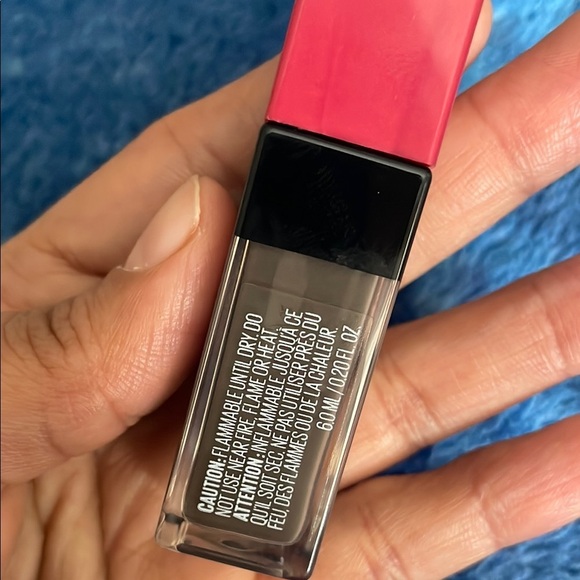 CAUTION: FLAMMABLE UNTIL DRY. DO
NOT USE NEAR FIRE, FLAME OR HEAT.
ATTENTION : INFLAMMABLE JUSQU'À CE
QU'IL SOIT SEC. NE PAS UTILISER PRÈS DU
FEU, DES FLAMMES OU DE LA CHALEUR.
6.0 ML / 0.20 FL. OZ.